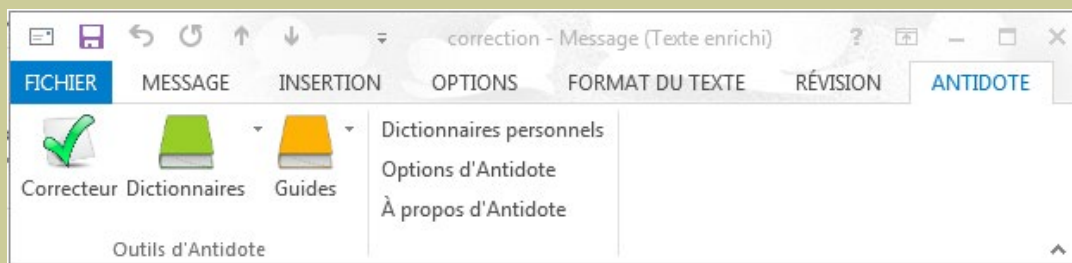 correction - Message (Texte enrichi) ?
FICHIER MESSAGE INSERTION OPTIONS FORMAT DU TEXTE RÉVISION ANTIDOTE
Correcteur Dictionnaires Guides
Dictionnaires personnels
Options d'Antidote
À propos d'Antidote
Outils d'Antidote